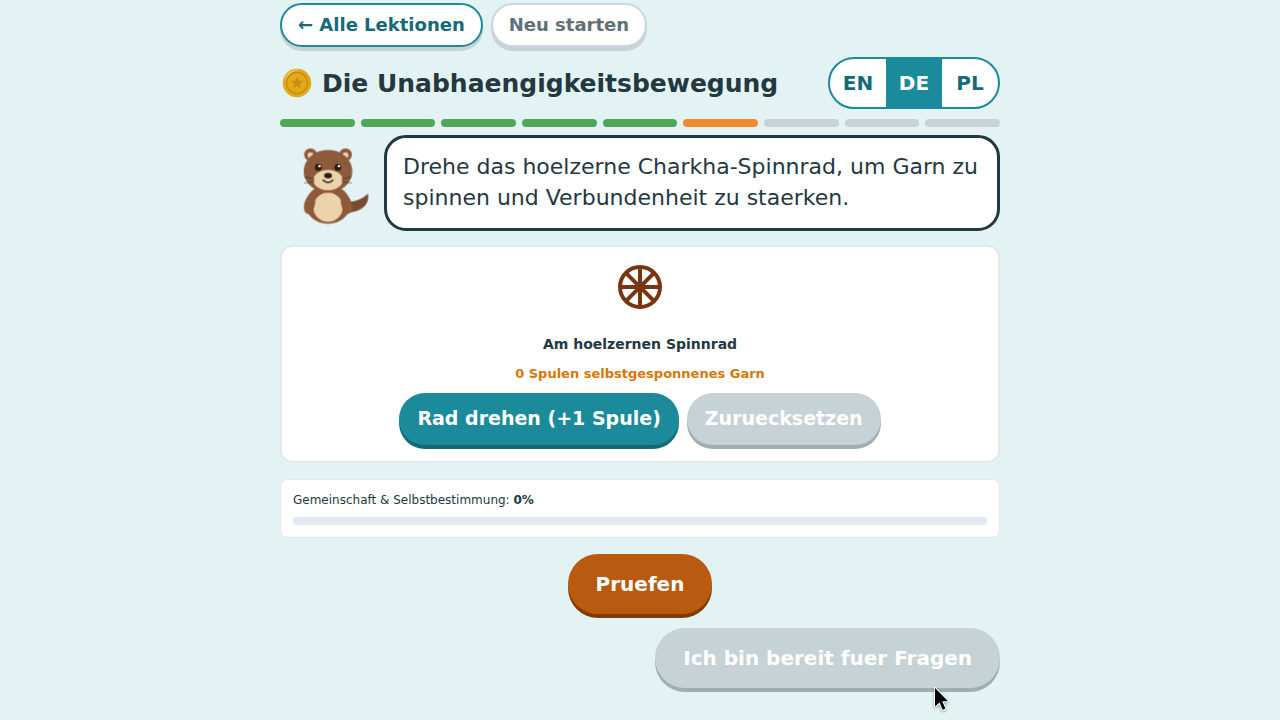 ← Alle Lektionen
Neu starten
Die Unabhaengigkeitsbewegung
EN
DE
PL
Drehe das hoelzerne Charkha-Spinnrad, um Garn zu
spinnen und Verbundenheit zu staerken.
Am hoelzernen Spinnrad
0 Spulen selbstgesponnenes Garn
Rad drehen (+1 Spule)
Zuruecksetzen
Gemeinschaft & Selbstbestimmung: 0%
Pruefen
Ich bin bereit fuer Fragen